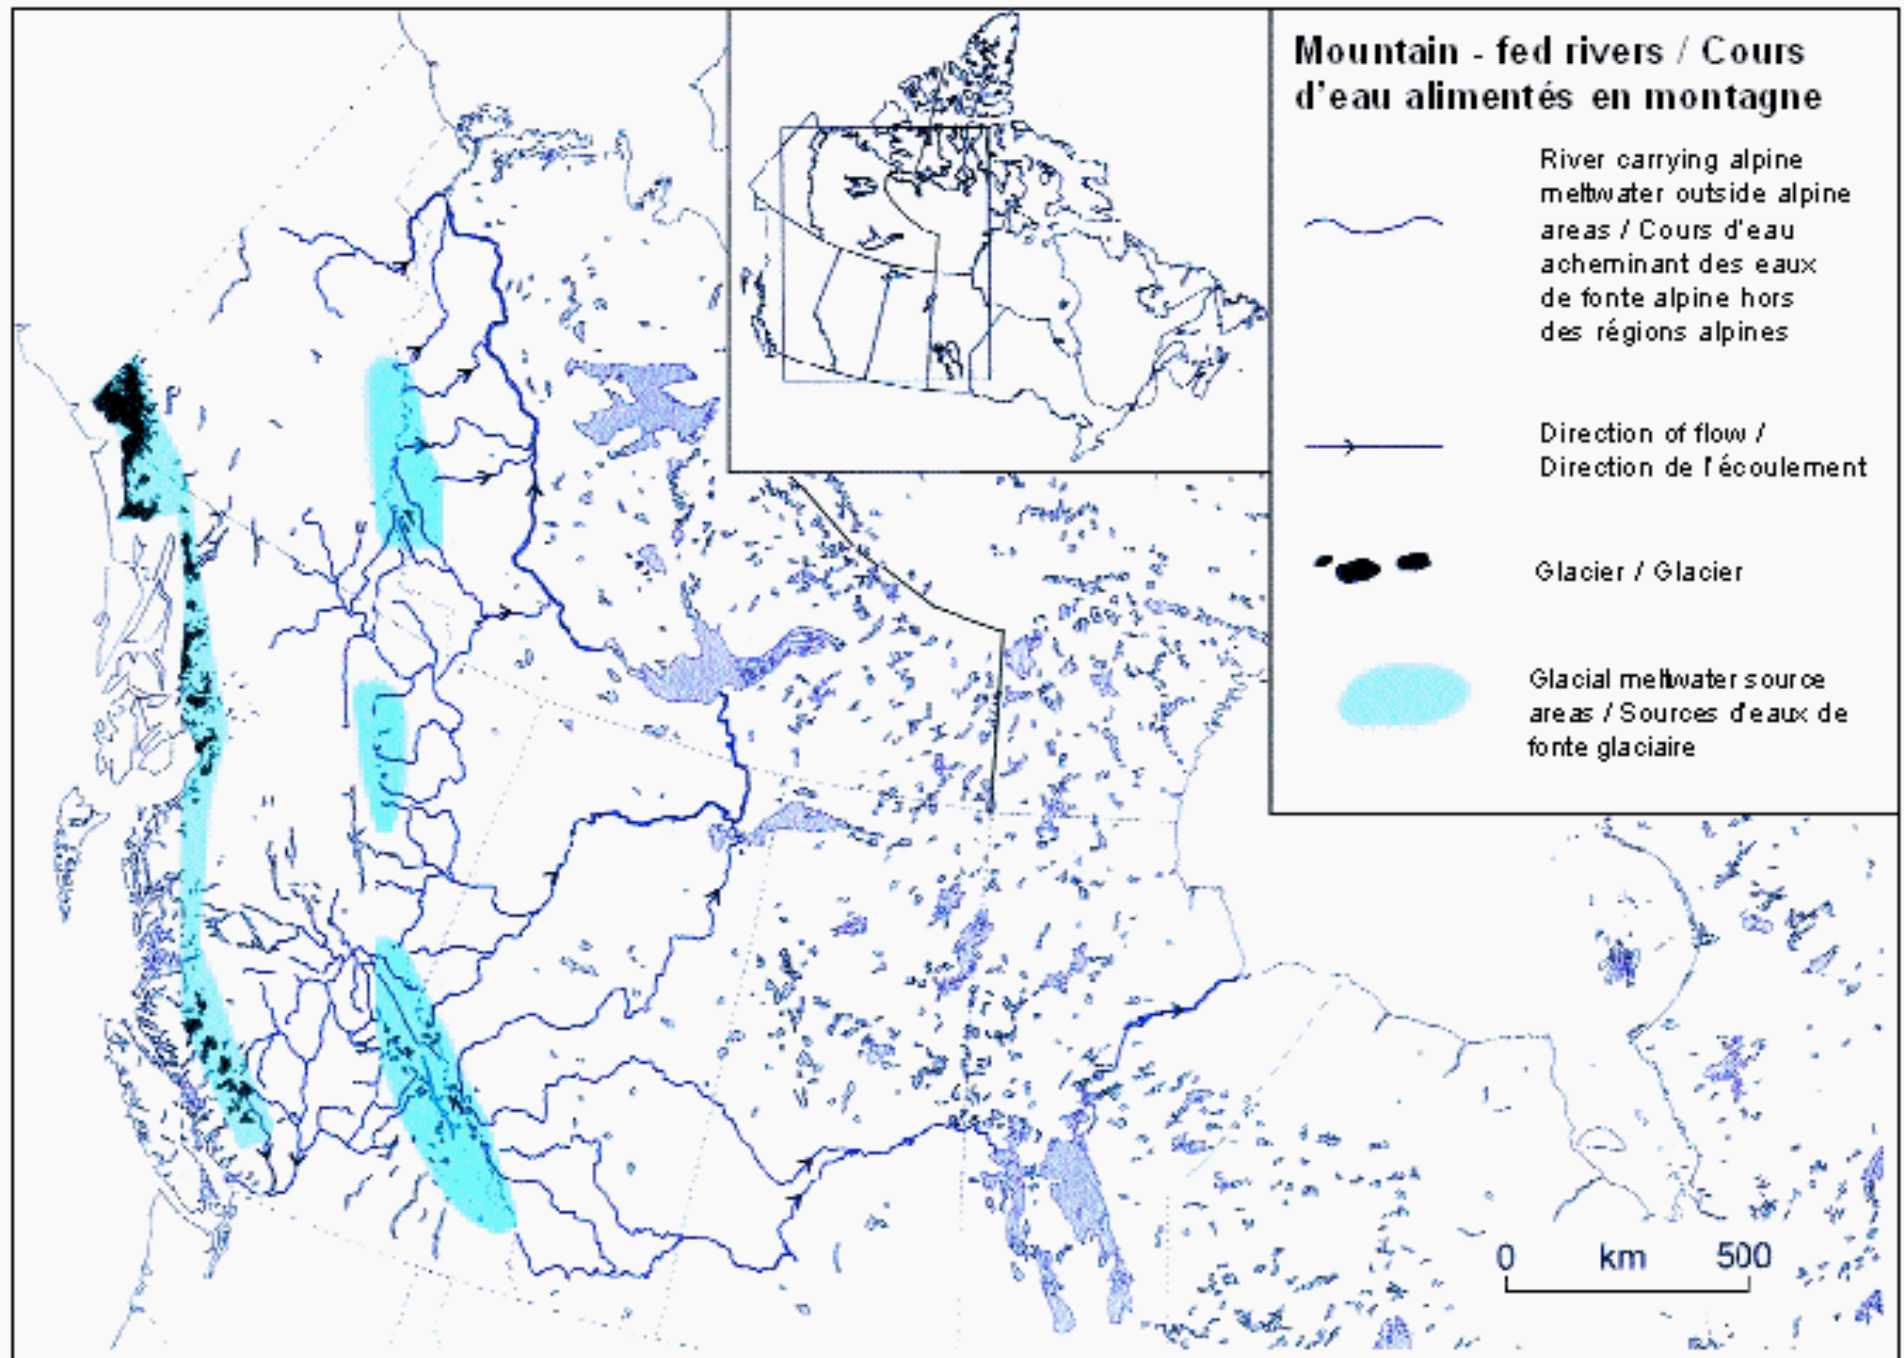 Mountain - fed rivers / Cours
d'eau alimentés en montagne
River carrying alpine
meltwater outside alpine
areas / Cours d'eau
acheminant des eaux
de fonte alpine hors
des régions alpines
Direction of flow /
Direction de l'écoulement
Glacier / Glacier
Glacial meltwater source
areas / Sources d'eaux de
fonte glaciaire
0 km 500